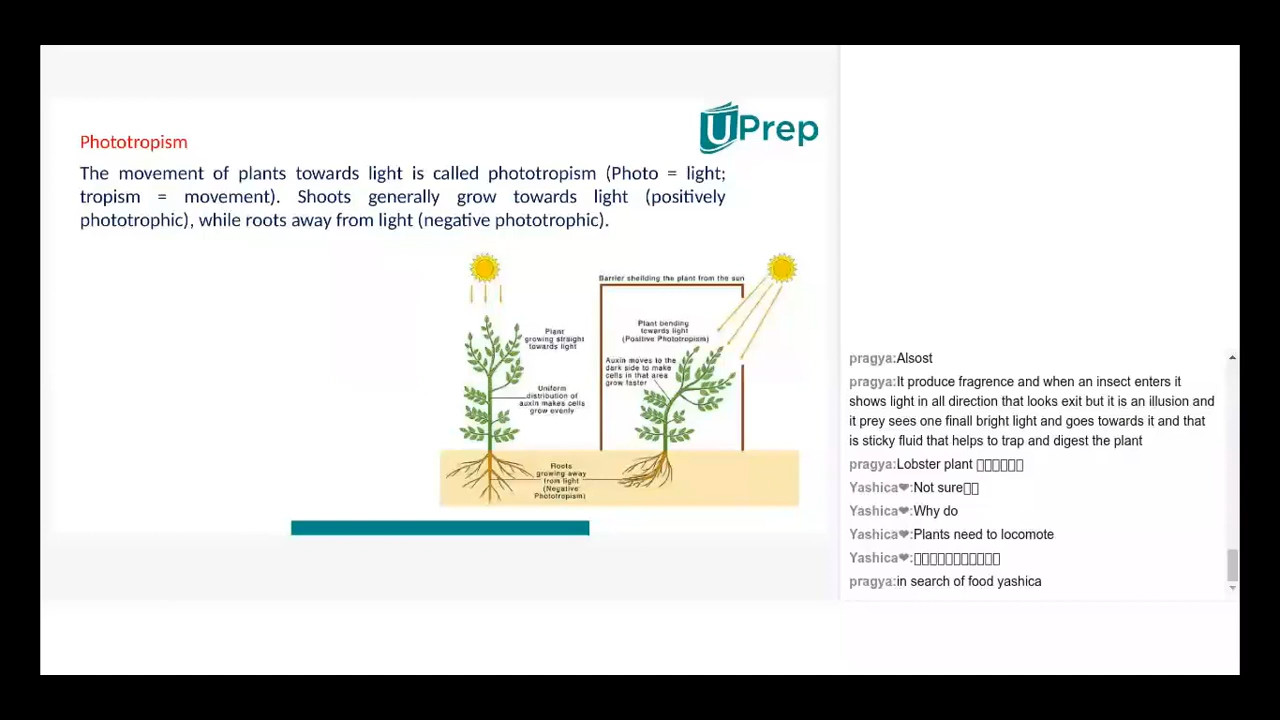 UPrep
Phototropism
The movement of plants towards light is called phototropism (Photo = light;
tropism = movement). Shoots generally grow towards light (positively
phototrophic), while roots away from light (negative phototrophic).
Barrier sheilding the plant from the sun
Plant
growing straight
towards light
Uniform
distribution of
auxin makes cells
grow evenly
Plant bending
towards light
(Positive Phototropism)
Auxin moves to the
dark side to make
cells in that area
grow faster
Roots
growing away
from light
(Negative
Phototropism)
pragya:Alsost
pragya:It produce fragrence and when an insect enters it
shows light in all direction that looks exit but it is an illusion and
it prey sees one finall bright light and goes towards it and that
is sticky fluid that helps to trap and digest the plant
pragya:Lobster plant □□□□□□
Yashica❤:Not sure□□
Yashica❤:Why do
Yashica❤:Plants need to locomote
Yashica❤:□□□□□□□□□□□
pragya:in search of food yashica